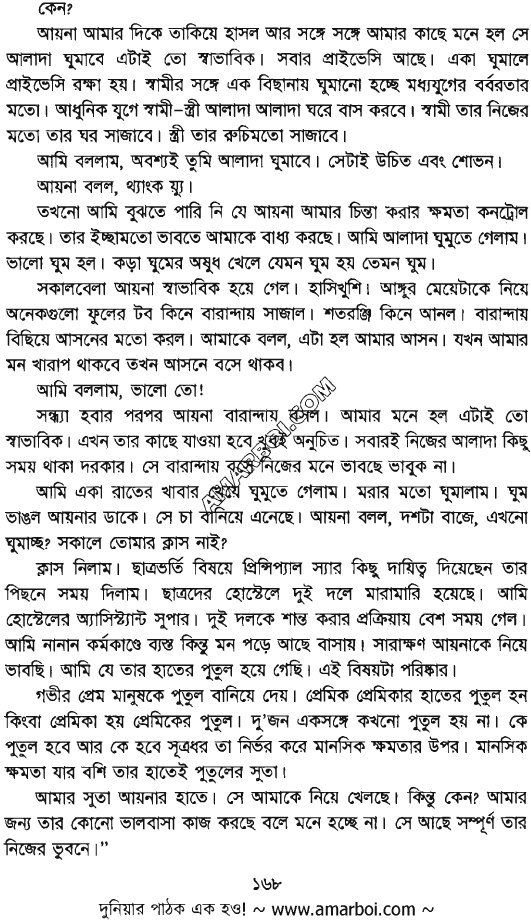 কেন?
আয়না আমার দিকে তাকিয়ে হাসল আর সঙ্গে সঙ্গে আমার কাছে মনে হল সে
আলাদা ঘুমাবে এটাই তো স্বাভাবিক। সবার প্রাইভেসি আছে। একা ঘুমালে
প্রাইভেসি রক্ষা হয়। স্বামীর সঙ্গে এক বিছানায় ঘুমানো হচ্ছে মধ্যযুগের বর্বরতার
মতো। আধুনিক যুগে স্বামী–স্ত্রী আলাদা আলাদা ঘরে বাস করবে। স্বামী তার নিজের
মতো তার ঘর সাজাবে। স্ত্রী তার রুচিমতো সাজাবে।
আমি বললাম, অবশ্যই তুমি আলাদা ঘুমাবে। সেটাই উচিত এবং শোভন।
আয়না বলল, থ্যাংক য়্যু।
তখনো আমি বুঝতে পারি নি যে আয়না আমার চিন্তা করার ক্ষমতা কনট্রোল
করছে। তার ইচ্ছামতো ভাবতে আমাকে বাধ্য করছে। আমি আলাদা ঘুমুতে গেলাম।
ভালো ঘুম হল। কড়া ঘুমের অষুধ খেলে যেমন ঘুম হয় তেমন ঘুম।
সকালবেলা আয়না স্বাভাবিক হয়ে গেল। হাসিখুশি। আঙ্গুর মেয়েটাকে নিয়ে
অনেকগুলো ফুলের টব কিনে বারান্দায় সাজাল। শতরঞ্জি কিনে আনল। বারান্দায়
বিছিয়ে আসনের মতো করল। আমাকে বলল, এটা হল আমার আসন। যখন আমার
মন খারাপ থাকবে তখন আসনে বসে থাকব।
আমি বললাম, ভালো তো!
সন্ধ্যা হবার পরপর আয়না বারান্দায় বসল। আমার মনে হল এটাই তো
স্বাভাবিক। এখন তার কাছে যাওয়া হবে খুবই অনুচিত। সবারই নিজের আলাদা কিছু
সময় থাকা দরকার। সে বারান্দায় বসে নিজের মনে ভাবছে ভাবুক না।
আমি একা রাতের খাবার খেয়ে ঘুমুতে গেলাম। মরার মতো ঘুমালাম। ঘুম
ভাঙল আয়নার ডাকে। সে চা বানিয়ে এনেছে। আয়না বলল, দশটা বাজে, এখনো
ঘুমাচ্ছ? সকালে তোমার ক্লাস নাই?
ক্লাস নিলাম। ছাত্রভর্তি বিষয়ে প্রিন্সিপ্যাল স্যার কিছু দায়িত্ব দিয়েছেন তার
পিছনে সময় দিলাম। ছাত্রদের হোস্টেলে দুই দলে মারামারি হয়েছে। আমি
হোস্টেলের অ্যাসিস্ট্যান্ট সুপার। দুই দলকে শান্ত করার প্রক্রিয়ায় বেশ সময় গেল।
আমি নানান কর্মকাণ্ডে ব্যস্ত কিন্তু মন পড়ে আছে বাসায়। সারাক্ষণ আয়নাকে নিয়ে
ভাবছি। আমি যে তার হাতের পুতুল হয়ে গেছি। এই বিষয়টা পরিষ্কার।
গভীর প্রেম মানুষকে পুতুল বানিয়ে দেয়। প্রেমিক প্রেমিকার হাতের পুতুল হন
কিংবা প্রেমিকা হয় প্রেমিকের পুতুল। দু'জন একসঙ্গে কখনো পুতুল হয় না। কে
পুতুল হবে আর কে হবে সূত্রধর তা নির্ভর করে মানসিক ক্ষমতার উপর। মানসিক
ক্ষমতা যার বশি তার হাতেই পুতুলের সুতা।
আমার সুতা আয়নার হাতে। সে আমাকে নিয়ে খেলছে। কিন্তু কেন? আমার
জন্য তার কোনো ভালবাসা কাজ করছে বলে মনে হচ্ছে না। সে আছে সম্পূর্ণ তার
নিজের ভুবনে।”
AMARBOI.COM
১৬৮
দুনিয়ার পাঠক এক হও! ~ www.amarboi.com ~